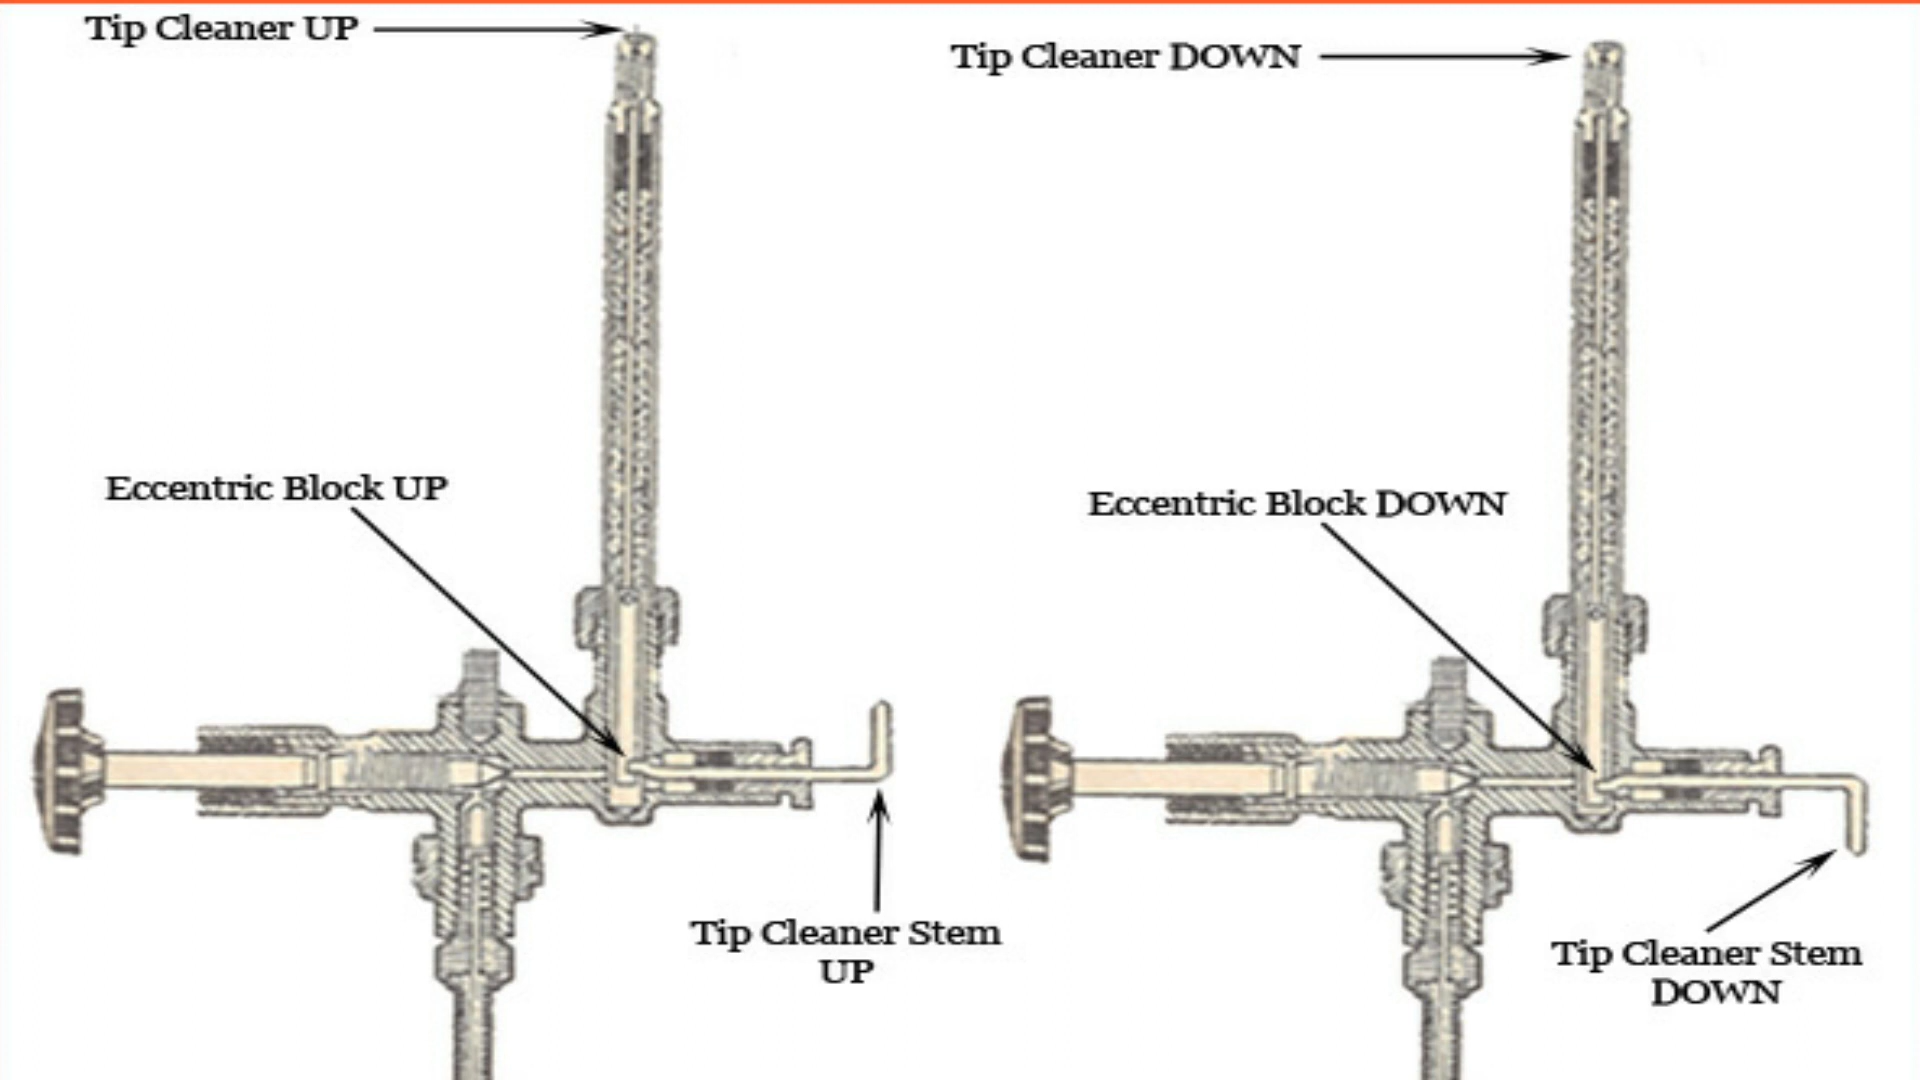 Tip Cleaner UP
Eccentric Block UP
Tip Cleaner Stem
UP
Tip Cleaner DOWN
Eccentric Block DOWN
Tip Cleaner Stem
DOWN